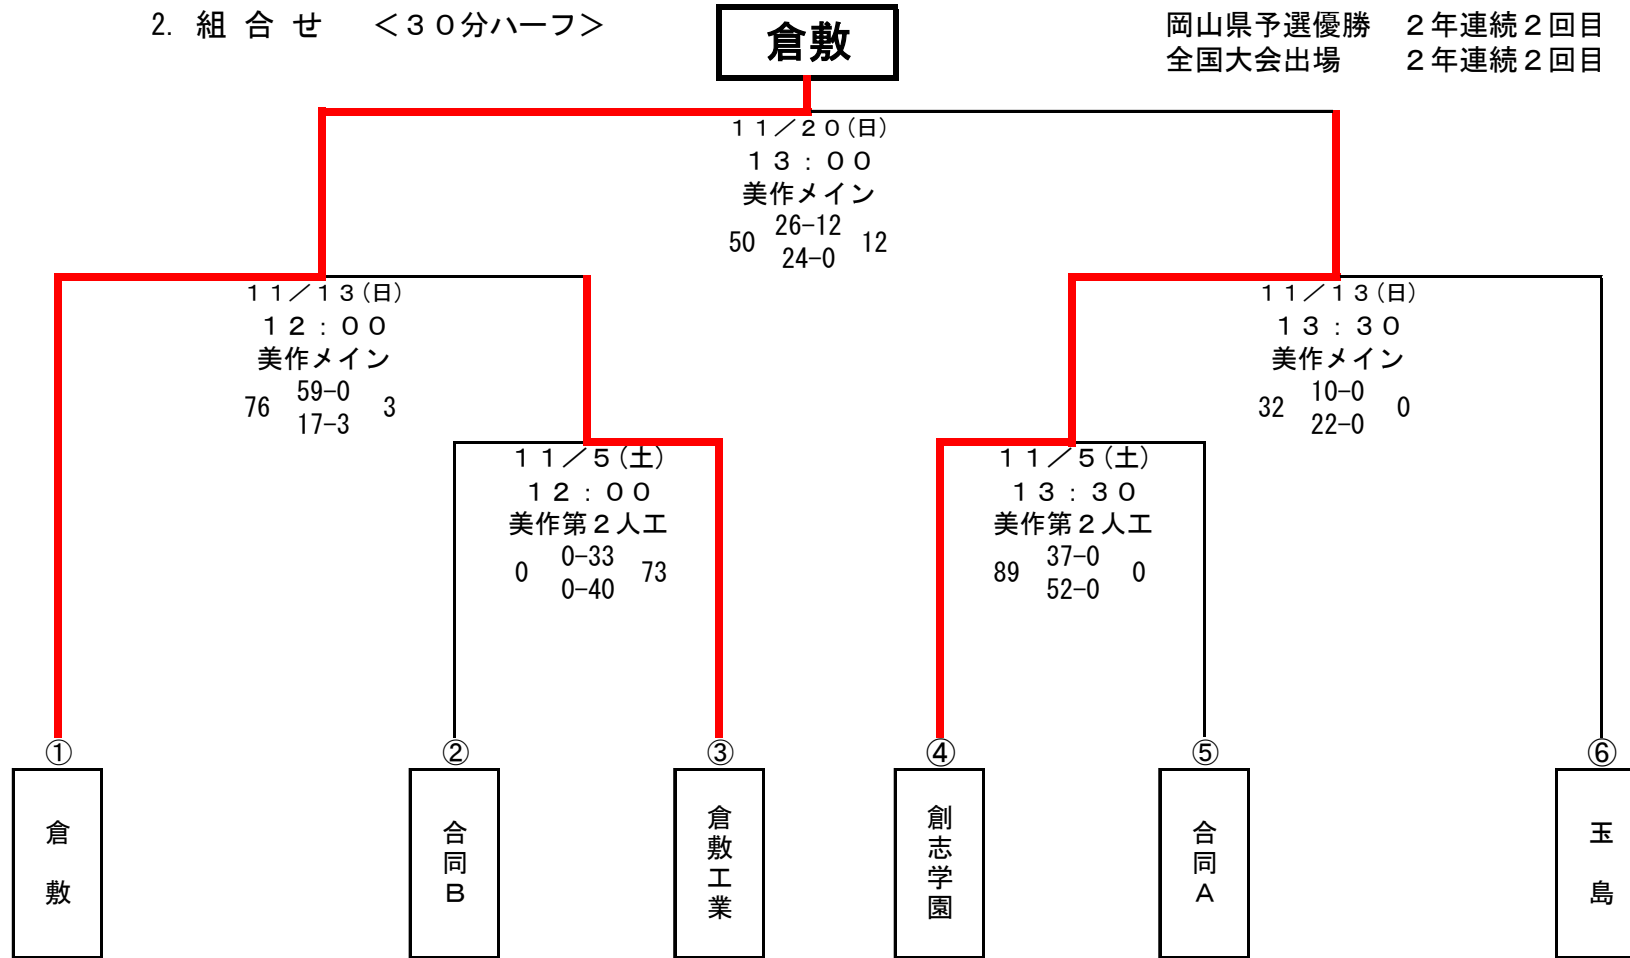 2. 組 合 せ ＜３０分ハーフ＞
倉敷
岡山県予選優勝 ２年連続２回目
全国大会出場 ２年連続２回目
１１／２０(日)
１３：００
美作メイン
26-12
50 12
24-0
１１／１３(日)
１２：００
美作メイン
59-0
76 3
17-3
１１／１３(日)
１３：３０
美作メイン
10-0
32 0
22-0
１１／５(土)
１２：００
美作第２人工
0-33
0 73
0-40
１１／５(土)
１３：３０
美作第２人工
37-0
89 0
52-0
①
倉敷
②
合同Ｂ
③
倉敷工業
④
創志学園
⑤
合同Ａ
⑥
玉島